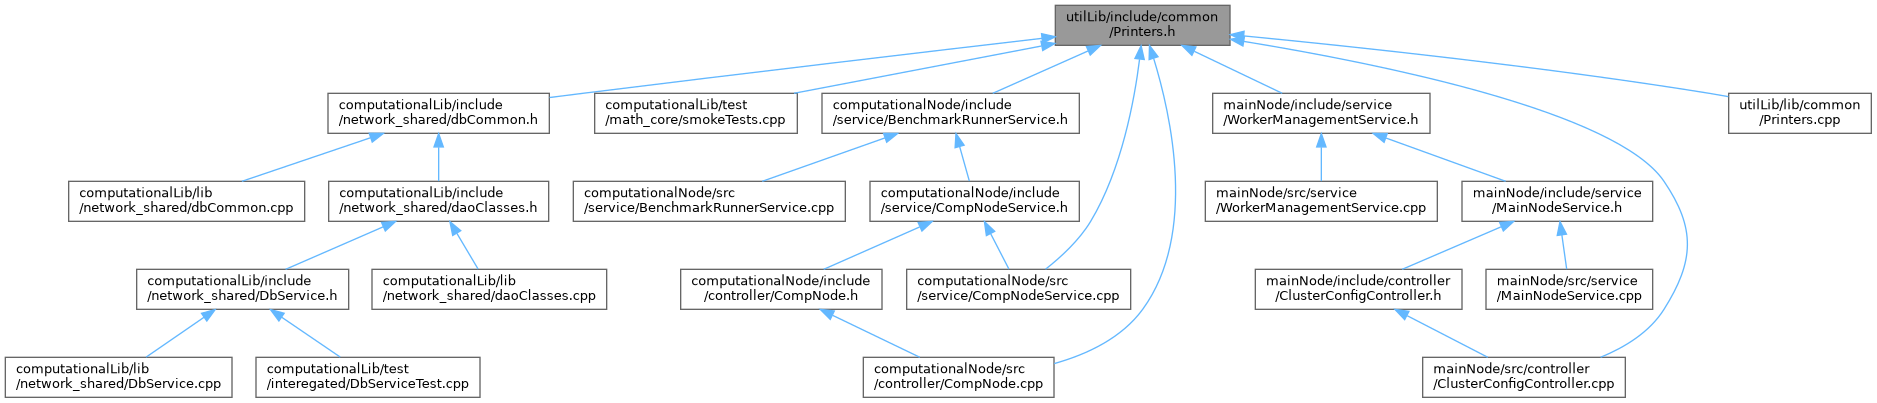 utilLib/include/common
/Printers.h
computationalLib/include
/network_shared/dbCommon.h
computationalLib/test
/math_core/smokeTests.cpp
computationalNode/include
/service/BenchmarkRunnerService.h
mainNode/include/service
/WorkerManagementService.h
utilLib/lib/common
/Printers.cpp
computationalLib/lib
/network_shared/dbCommon.cpp
computationalLib/include
/network_shared/daoClasses.h
computationalNode/src
/service/BenchmarkRunnerService.cpp
computationalNode/include
/service/CompNodeService.h
mainNode/src/service
/WorkerManagementService.cpp
mainNode/include/service
/MainNodeService.h
computationalLib/include
/network_shared/DbService.h
computationalLib/lib
/network_shared/daoClasses.cpp
computationalNode/include
/controller/CompNode.h
computationalNode/src
/service/CompNodeService.cpp
mainNode/include/controller
/ClusterConfigController.h
mainNode/src/service
/MainNodeService.cpp
computationalLib/lib
/network_shared/DbService.cpp
computationalLib/test
/interegated/DbServiceTest.cpp
computationalNode/src
/controller/CompNode.cpp
mainNode/src/controller
/ClusterConfigController.cpp